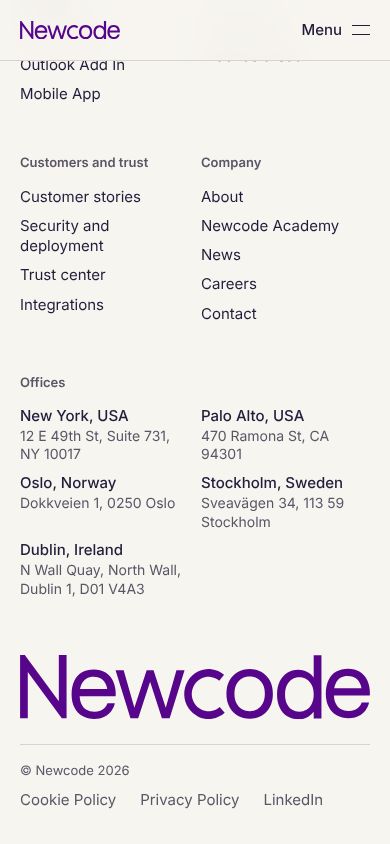 Newcode
Menu
Outlook Add In
Mobile App
Customers and trust
Customer stories
Security and
deployment
Trust center
Integrations
Company
About
Newcode Academy
News
Careers
Contact
Offices
New York, USA
12 E 49th St, Suite 731,
NY 10017
Palo Alto, USA
470 Ramona St, CA
94301
Oslo, Norway
Dokkveien 1, 0250 Oslo
Stockholm, Sweden
Sveavägen 34, 113 59
Stockholm
Dublin, Ireland
N Wall Quay, North Wall,
Dublin 1, D01 V4A3
Newcode
© Newcode 2026
Cookie Policy
Privacy Policy
LinkedIn